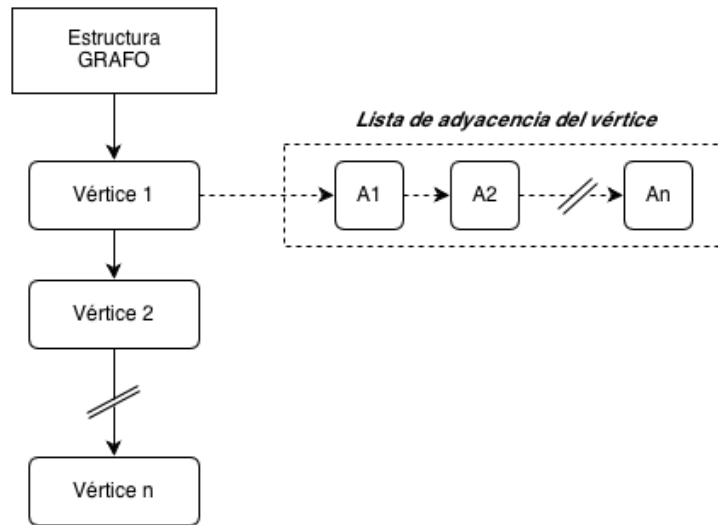 Estructura
GRAFO
Lista de adyacencia del vértice
Vértice 1
A1
A2
An
Vértice 2
Vértice n